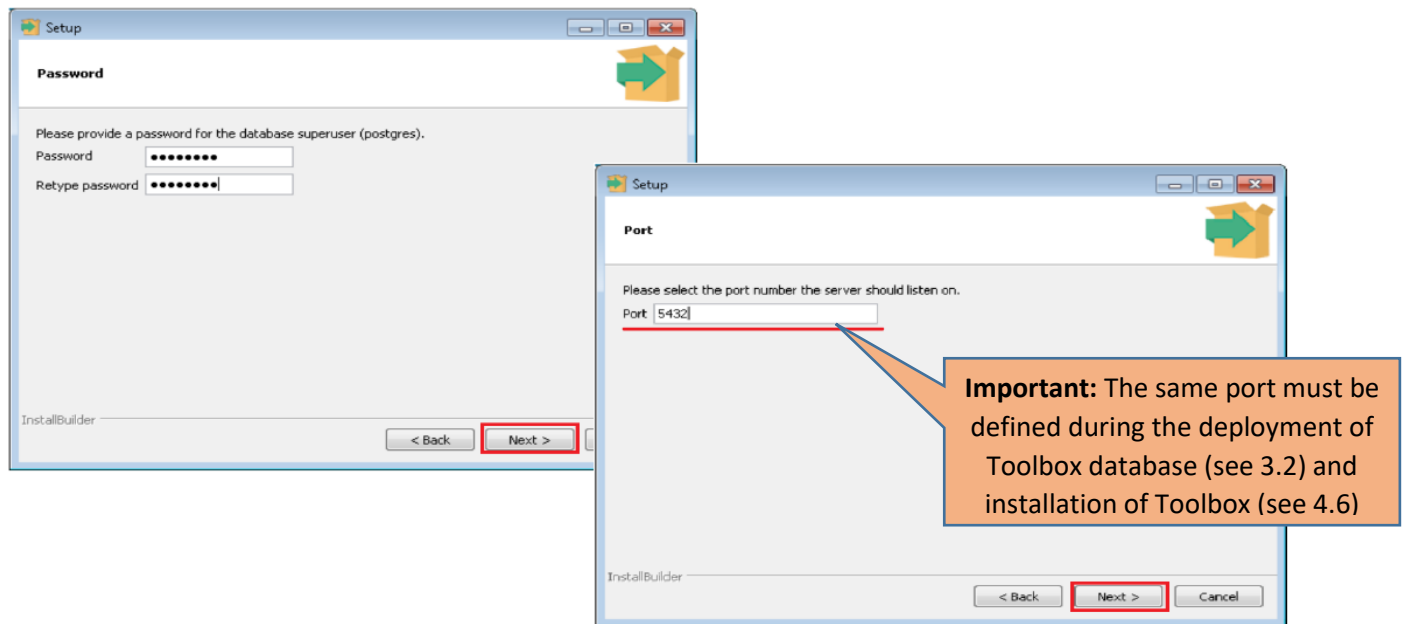 Setup
Password
Please provide a password for the database superuser (postgres).
Password ●●●●●●●●
Retype password ●●●●●●●●
InstallBuilder
< Back Next >
Setup
Port
Please select the port number the server should listen on.
Port 5432
Important: The same port must be
defined during the deployment of
Toolbox database (see 3.2) and
installation of Toolbox (see 4.6)
InstallBuilder
< Back Next > Cancel